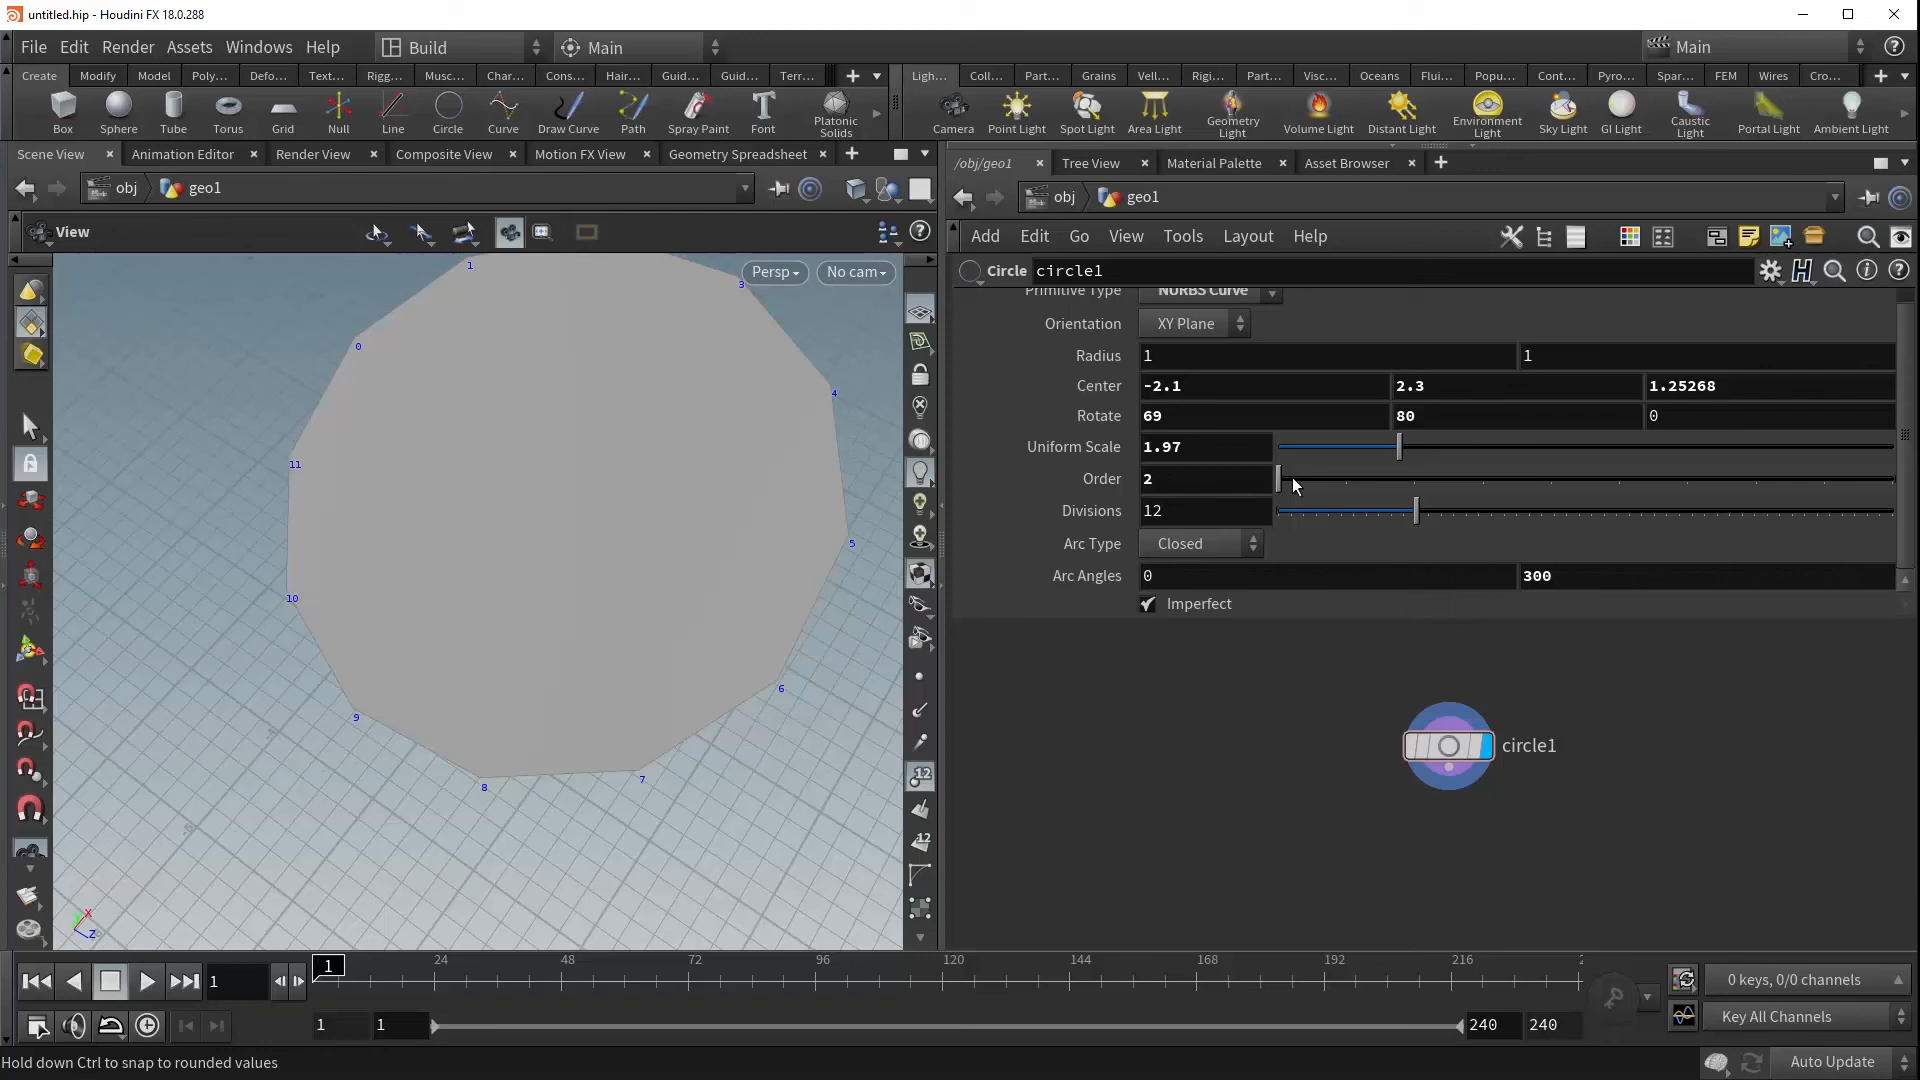 untitled.hip - Houdini FX 18.0.288
File Edit Render Assets Windows Help Build Main Main
Create Modify Model Poly... Defo... Text... Rigg... Musc... Char... Cons... Hair... Guid... Guid... Terr...
Ligh... Coll... Part... Grains Vell... Rigi... Part... Visc... Oceans Flui... Popu... Cont... Pyro... Spar... FEM Wires Cro...
Box Sphere Tube Torus Grid Null Line Circle Curve Draw Curve Path Spray Paint Font Platonic Solids
Camera Point Light Spot Light Area Light Geometry Light Volume Light Distant Light Environment Light Sky Light GI Light Caustic Light Portal Light Ambient Light
Scene View Animation Editor Render View Composite View Motion FX View Geometry Spreadsheet
/obj/geo1 Tree View Material Palette Asset Browser
obj geo1
obj geo1
View
Add Edit Go View Tools Layout Help
Persp No cam
Circle circle1
Primitive Type NURBS Curve
Orientation XY Plane
Radius 1 1
Center -2.1 2.3 1.25268
Rotate 69 80 0
Uniform Scale 1.97
Order 2
Divisions 12
Arc Type Closed
Arc Angles 0 300
Imperfect
1
3
0
4
11
5
10
6
9
7
8
12
12
X
Y
Z
circle1
1 1 24 48 72 96 120 144 168 192 216 2
0 keys, 0/0 channels
1 1 240 240
Key All Channels
Hold down Ctrl to snap to rounded values
Auto Update